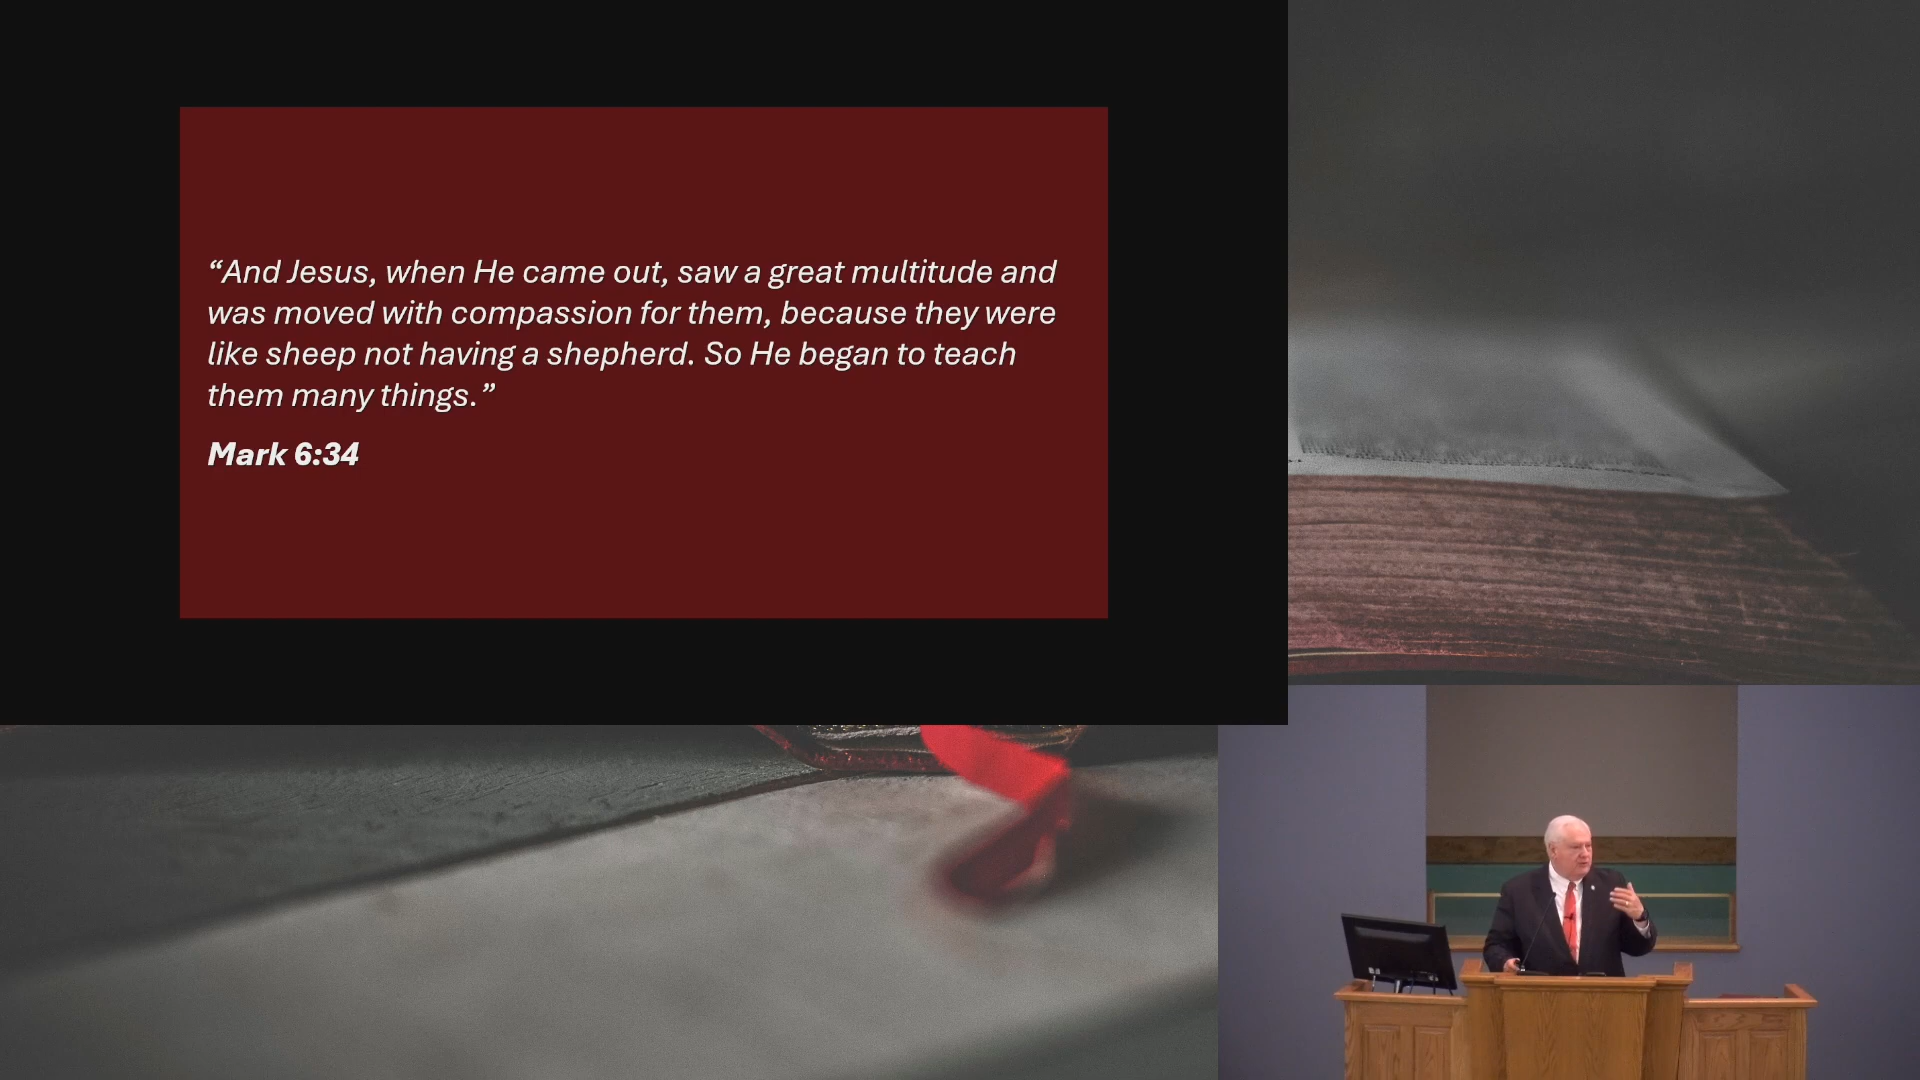 “And Jesus, when He came out, saw a great multitude and
was moved with compassion for them, because they were
like sheep not having a shepherd. So He began to teach
them many things.”
Mark 6:34